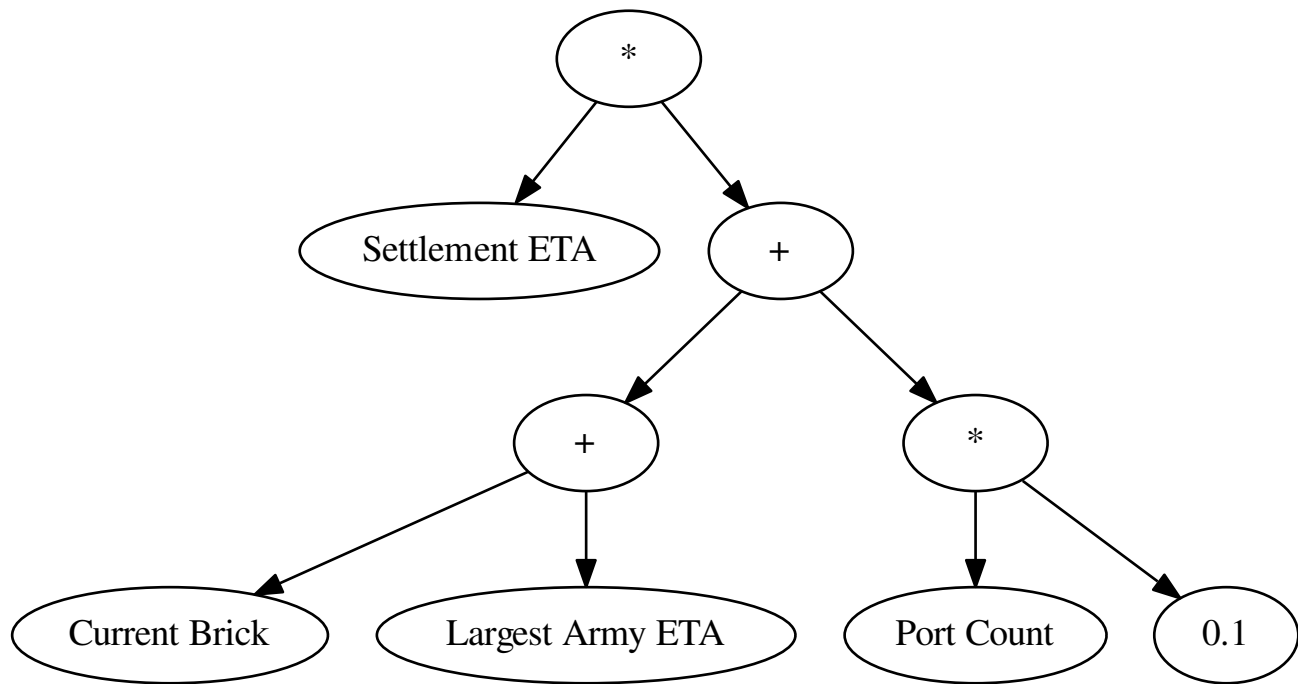 *
Settlement ETA
+
+
*
Current Brick
Largest Army ETA
Port Count
0.1